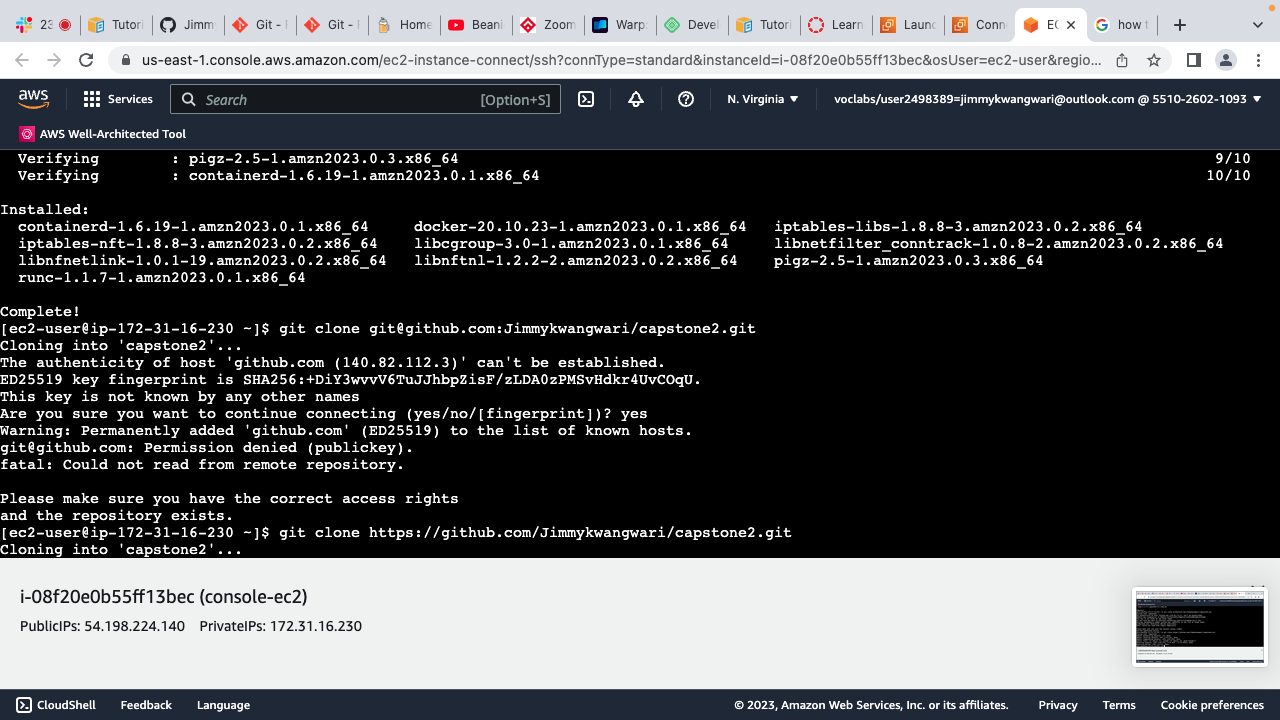 23
Tutori
Jimm
Git - F
Git - F
Home
Beani
Zoom
Warp
Devel
Tutori
Learn
Laund
Conn
EC
how t
us-east-1.console.aws.amazon.com/ec2-instance-connect/ssh?connType=standard&instanceId=i-08f20e0b55ff13bec&osUser=ec2-user&regio...
aws
Services
Search
[Option+S]
N. Virginia
voclabs/user2498389=jimmykwangwari@outlook.com @ 5510-2602-1093
AWS Well-Architected Tool
Verifying : pigz-2.5-1.amzn2023.0.3.x86_64 9/10
Verifying : containerd-1.6.19-1.amzn2023.0.1.x86_64 10/10
Installed:
containerd-1.6.19-1.amzn2023.0.1.x86_64 docker-20.10.23-1.amzn2023.0.1.x86_64 iptables-libs-1.8.8-3.amzn2023.0.2.x86_64
iptables-nft-1.8.8-3.amzn2023.0.2.x86_64 libcgroup-3.0-1.amzn2023.0.1.x86_64 libnetfilter_conntrack-1.0.8-2.amzn2023.0.2.x86_64
libnfnetlink-1.0.1-19.amzn2023.0.2.x86_64 libnftnl-1.2.2-2.amzn2023.0.2.x86_64 pigz-2.5-1.amzn2023.0.3.x86_64
runc-1.1.7-1.amzn2023.0.1.x86_64
Complete!
[ec2-user@ip-172-31-16-230 ~]$ git clone git@github.com:Jimmykwangwari/capstone2.git
Cloning into 'capstone2'...
The authenticity of host 'github.com (140.82.112.3)' can't be established.
ED25519 key fingerprint is SHA256:+DiY3wvvV6TuJJhbpZisF/zLDA0zPMSvHdkr4UvCOqU.
This key is not known by any other names
Are you sure you want to continue connecting (yes/no/[fingerprint])? yes
Warning: Permanently added 'github.com' (ED25519) to the list of known hosts.
git@github.com: Permission denied (publickey).
fatal: Could not read from remote repository.
Please make sure you have the correct access rights
and the repository exists.
[ec2-user@ip-172-31-16-230 ~]$ git clone https://github.com/Jimmykwangwari/capstone2.git
Cloning into 'capstone2'...
i-08f20e0b55ff13bec (console-ec2)
PublicIPs: 54.198.224.140 PrivateIPs: 172.31.16.230
CloudShell
Feedback
Language
© 2023, Amazon Web Services, Inc. or its affiliates.
Privacy
Terms
Cookie preferences